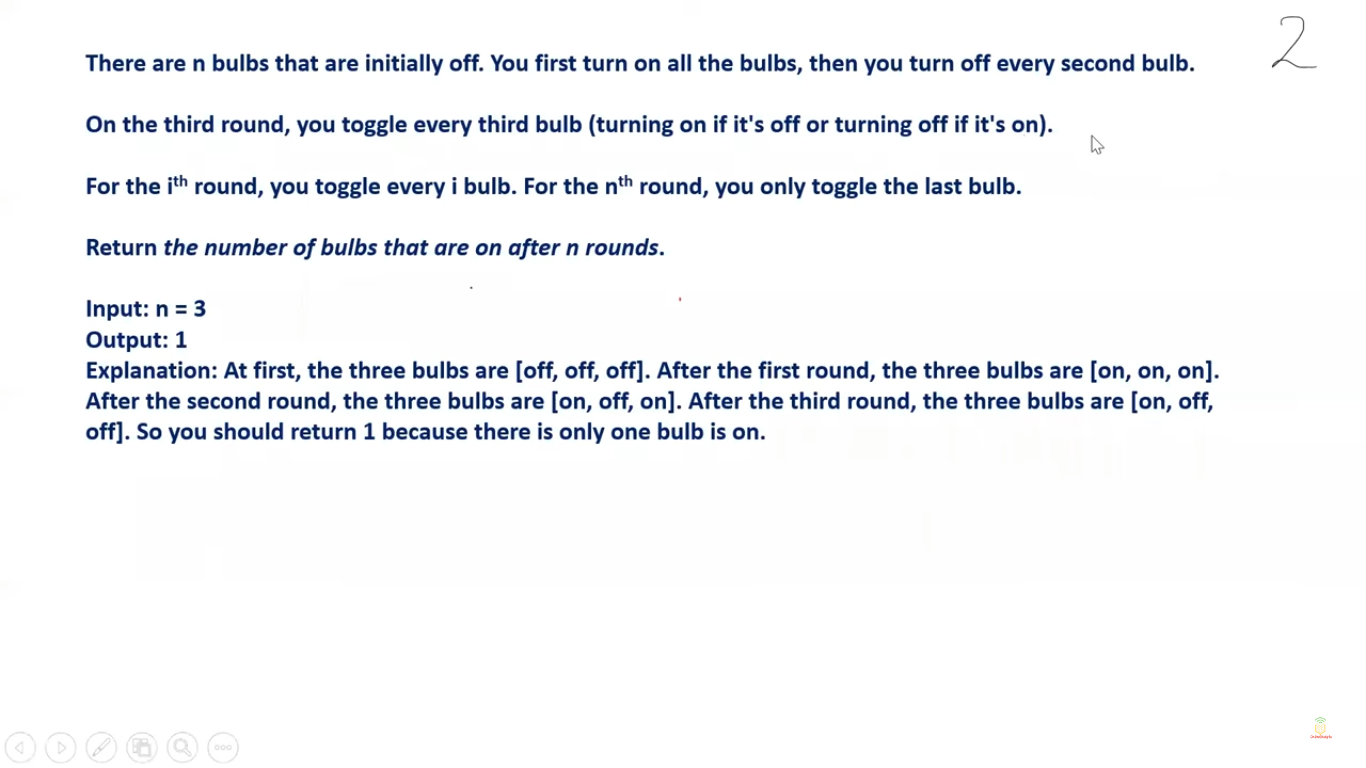 2
There are n bulbs that are initially off. You first turn on all the bulbs, then you turn off every second bulb.
On the third round, you toggle every third bulb (turning on if it's off or turning off if it's on).
For the iᵗʰ round, you toggle every i bulb. For the nᵗʰ round, you only toggle the last bulb.
Return the number of bulbs that are on after n rounds.
Input: n = 3
Output: 1
Explanation: At first, the three bulbs are [off, off, off]. After the first round, the three bulbs are [on, on, on].
After the second round, the three bulbs are [on, off, on]. After the third round, the three bulbs are [on, off,
off]. So you should return 1 because there is only one bulb is on.